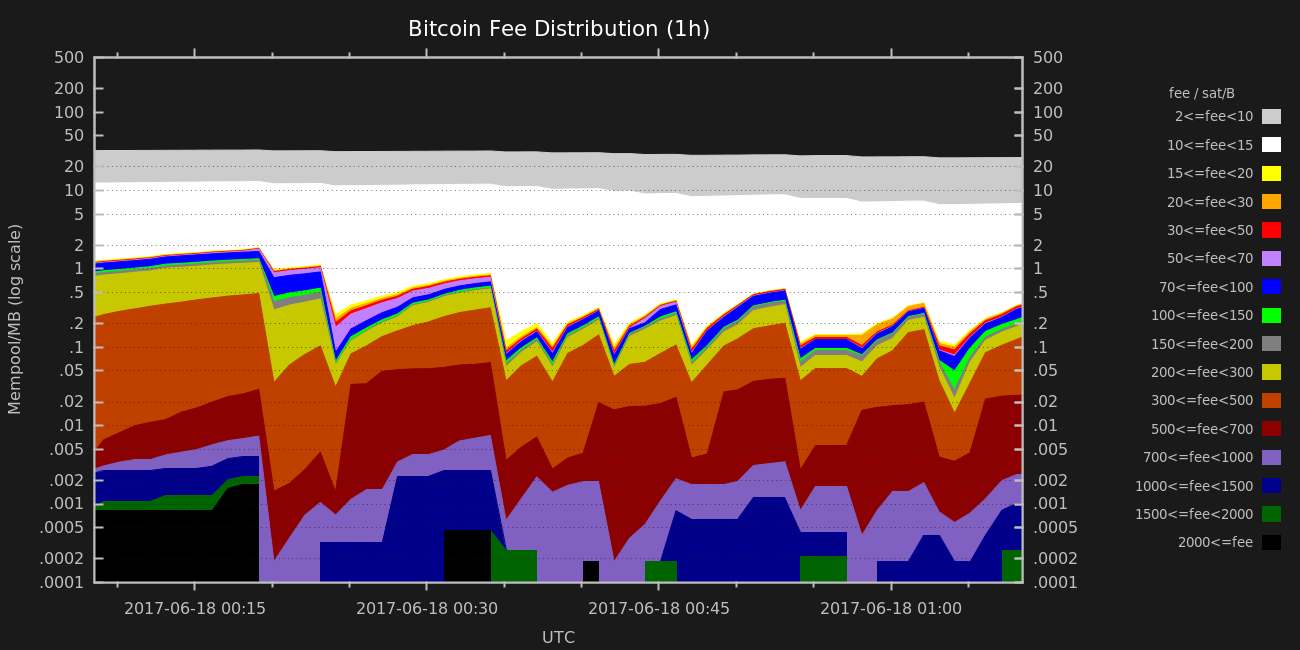 Bitcoin Fee Distribution (1h)
Mempool/MB (log scale)
500
200
100
50
20
10
5
2
1
.5
.2
.1
.05
.02
.01
.005
.002
.001
.0005
.0002
.0001
500
200
100
50
20
10
5
2
1
.5
.2
.1
.05
.02
.01
.005
.002
.001
.0005
.0002
.0001
2017-06-18 00:15
2017-06-18 00:30
2017-06-18 00:45
2017-06-18 01:00
UTC
fee / sat/B
2<=fee<10
10<=fee<15
15<=fee<20
20<=fee<30
30<=fee<50
50<=fee<70
70<=fee<100
100<=fee<150
150<=fee<200
200<=fee<300
300<=fee<500
500<=fee<700
700<=fee<1000
1000<=fee<1500
1500<=fee<2000
2000<=fee